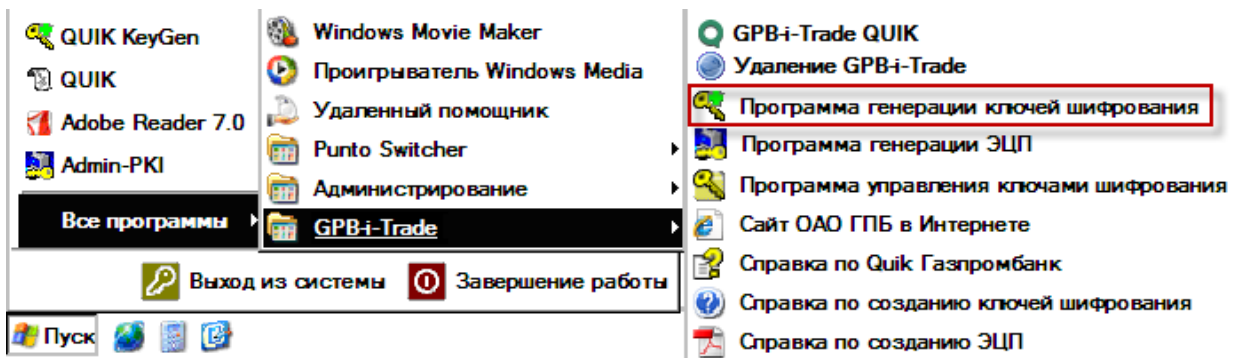 QUIK KeyGen
QUIK
Adobe Reader 7.0
Admin-PKI
Все программы
Windows Movie Maker
Проигрыватель Windows Media
Удаленный помощник
Punto Switcher
Администрирование
GPB-i-Trade
GPB-i-Trade QUIK
Удаление GPB-i-Trade
Программа генерации ключей шифрования
Программа генерации ЭЦП
Программа управления ключами шифрования
Сайт ОАО ГПБ в Интернете
Справка по Quik Газпромбанк
Справка по созданию ключей шифрования
Справка по созданию ЭЦП
Выход из системы
Завершение работы
Пуск